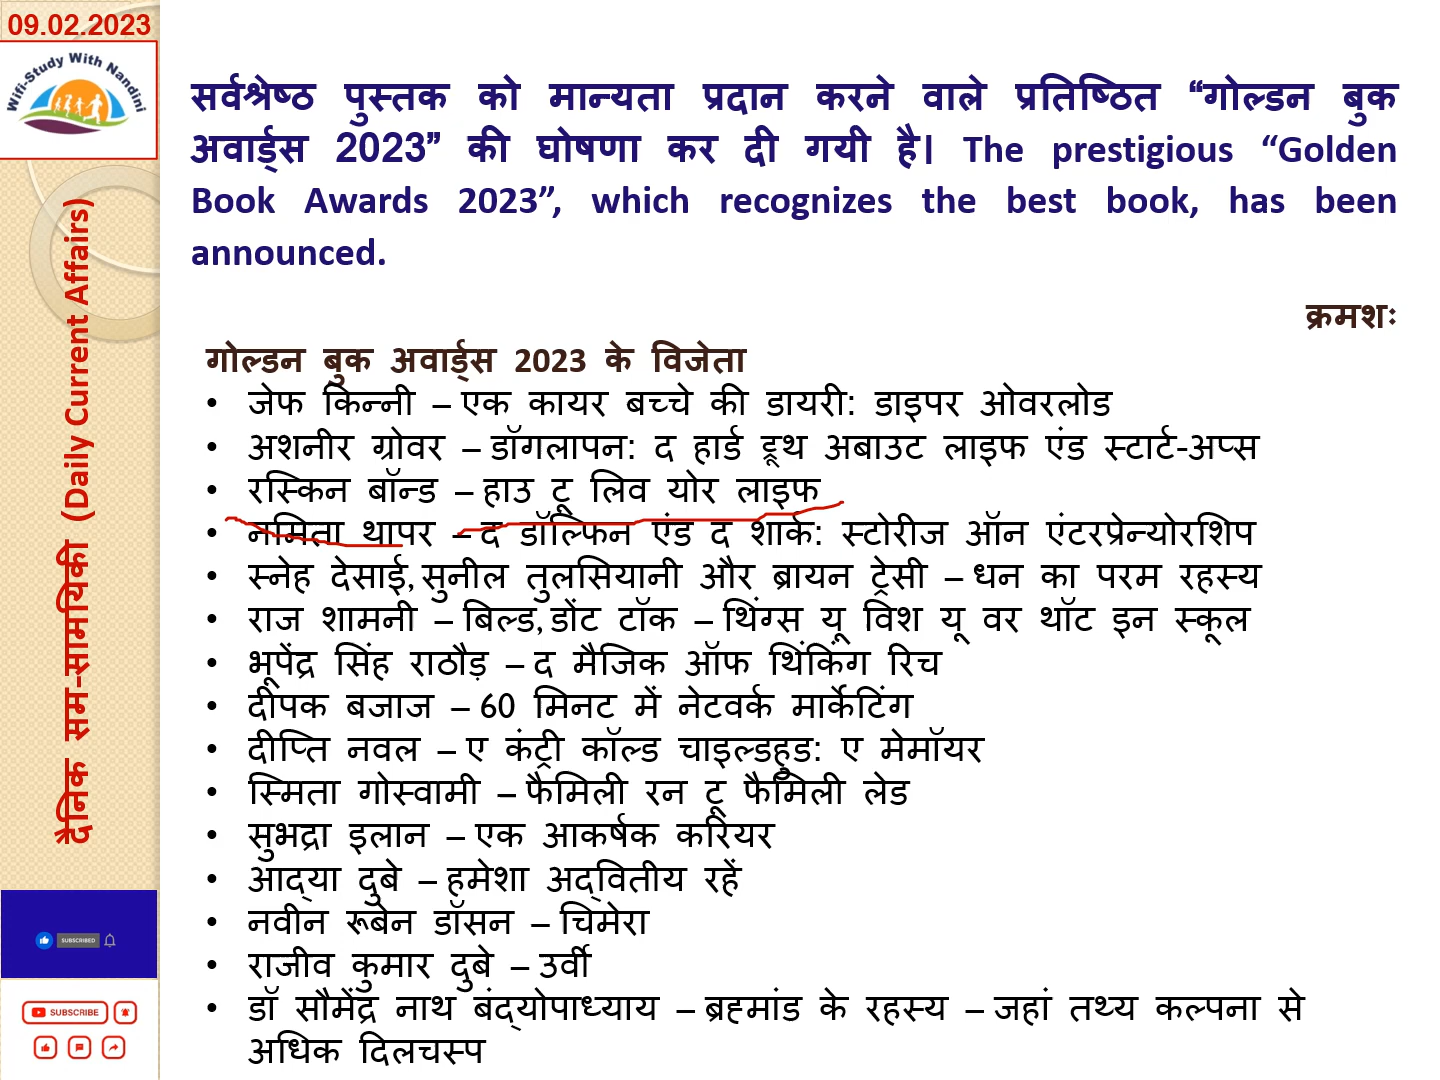 09.02.2023
Wifi-Study With Nandini
दैनिक सम-सामयिकी (Daily Current Affairs)
SUBSCRIBED
SUBSCRIBE
सर्वश्रेष्ठ पुस्तक को मान्यता प्रदान करने वाले प्रतिष्ठित “गोल्डन बुक
अवार्ड्स 2023” की घोषणा कर दी गयी है। The prestigious “Golden
Book Awards 2023”, which recognizes the best book, has been
announced.
क्रमशः
गोल्डन बुक अवार्ड्स 2023 के विजेता
• जेफ किन्नी – एक कायर बच्चे की डायरी: डाइपर ओवरलोड
• अशनीर ग्रोवर – डॉगलापन: द हार्ड ट्रूथ अबाउट लाइफ एंड स्टार्ट-अप्स
• रस्किन बॉन्ड – हाउ टू लिव योर लाइफ
• नमिता थापर – द डॉल्फिन एंड द शार्क: स्टोरीज ऑन एंटरप्रेन्योरशिप
• स्नेह देसाई, सुनील तुलसियानी और ब्रायन ट्रेसी – धन का परम रहस्य
• राज शामनी – बिल्ड, डोंट टॉक – थिंग्स यू विश यू वर थॉट इन स्कूल
• भूपेंद्र सिंह राठौड़ – द मैजिक ऑफ थिंकिंग रिच
• दीपक बजाज – 60 मिनट में नेटवर्क मार्केटिंग
• दीप्ति नवल – ए कंट्री कॉल्ड चाइल्डहुड: ए मेमॉयर
• स्मिता गोस्वामी – फैमिली रन टू फैमिली लेड
• सुभद्रा इलान – एक आकर्षक करियर
• आद्या दुबे – हमेशा अद्वितीय रहें
• नवीन रूबेन डॉसन – चिमेरा
• राजीव कुमार दुबे – उर्वी
• डॉ सौमेंद्र नाथ बंद्योपाध्याय – ब्रह्मांड के रहस्य – जहां तथ्य कल्पना से
अधिक दिलचस्प